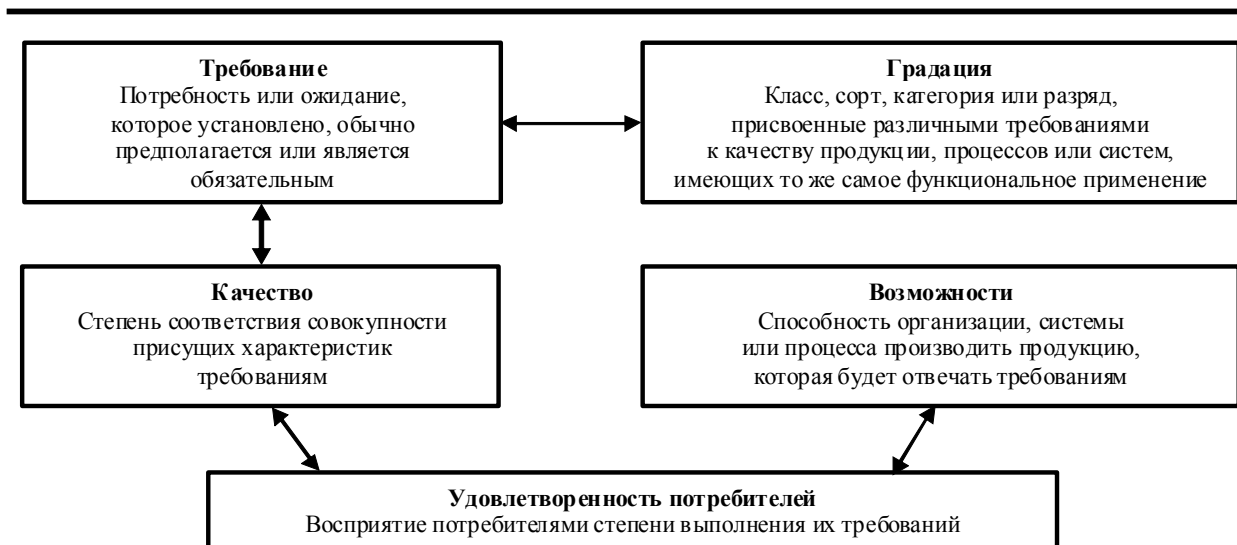 Требование
Потребность или ожидание,
которое установлено, обычно
предполагается или является
обязательным
Градация
Класс, сорт, категория или разряд,
присвоенные различными требованиями
к качеству продукции, процессов или систем,
имеющих то же самое функциональное применение
Качество
Степень соответствия совокупности
присущих характеристик
требованиям
Возможности
Способность организации, системы
или процесса производить продукцию,
которая будет отвечать требованиям
Удовлетворенность потребителей
Восприятие потребителями степени выполнения их требований